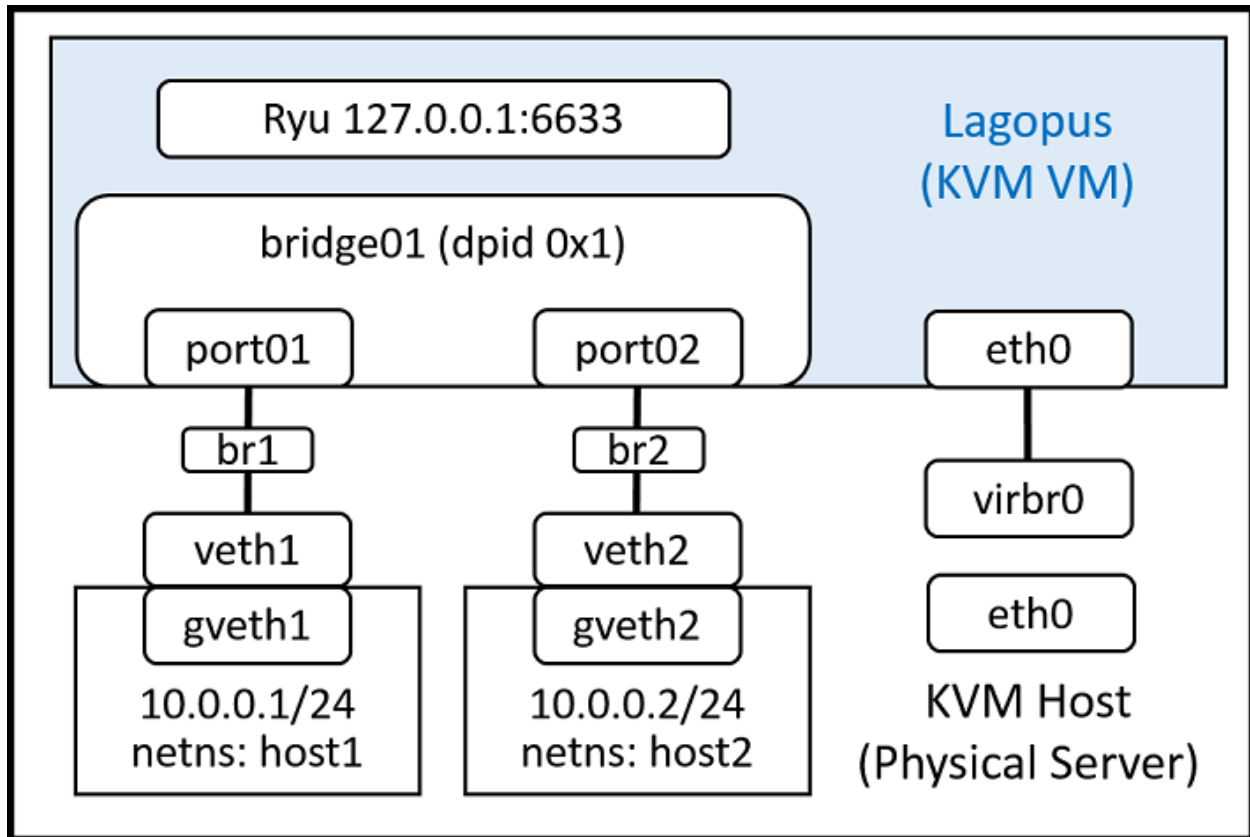 Ryu 127.0.0.1:6633
Lagopus
(KVM VM)
bridge01 (dpid 0x1)
port01
port02
eth0
br1
br2
virbr0
veth1
veth2
gveth1
gveth2
eth0
10.0.0.1/24
netns: host1
10.0.0.2/24
netns: host2
KVM Host
(Physical Server)